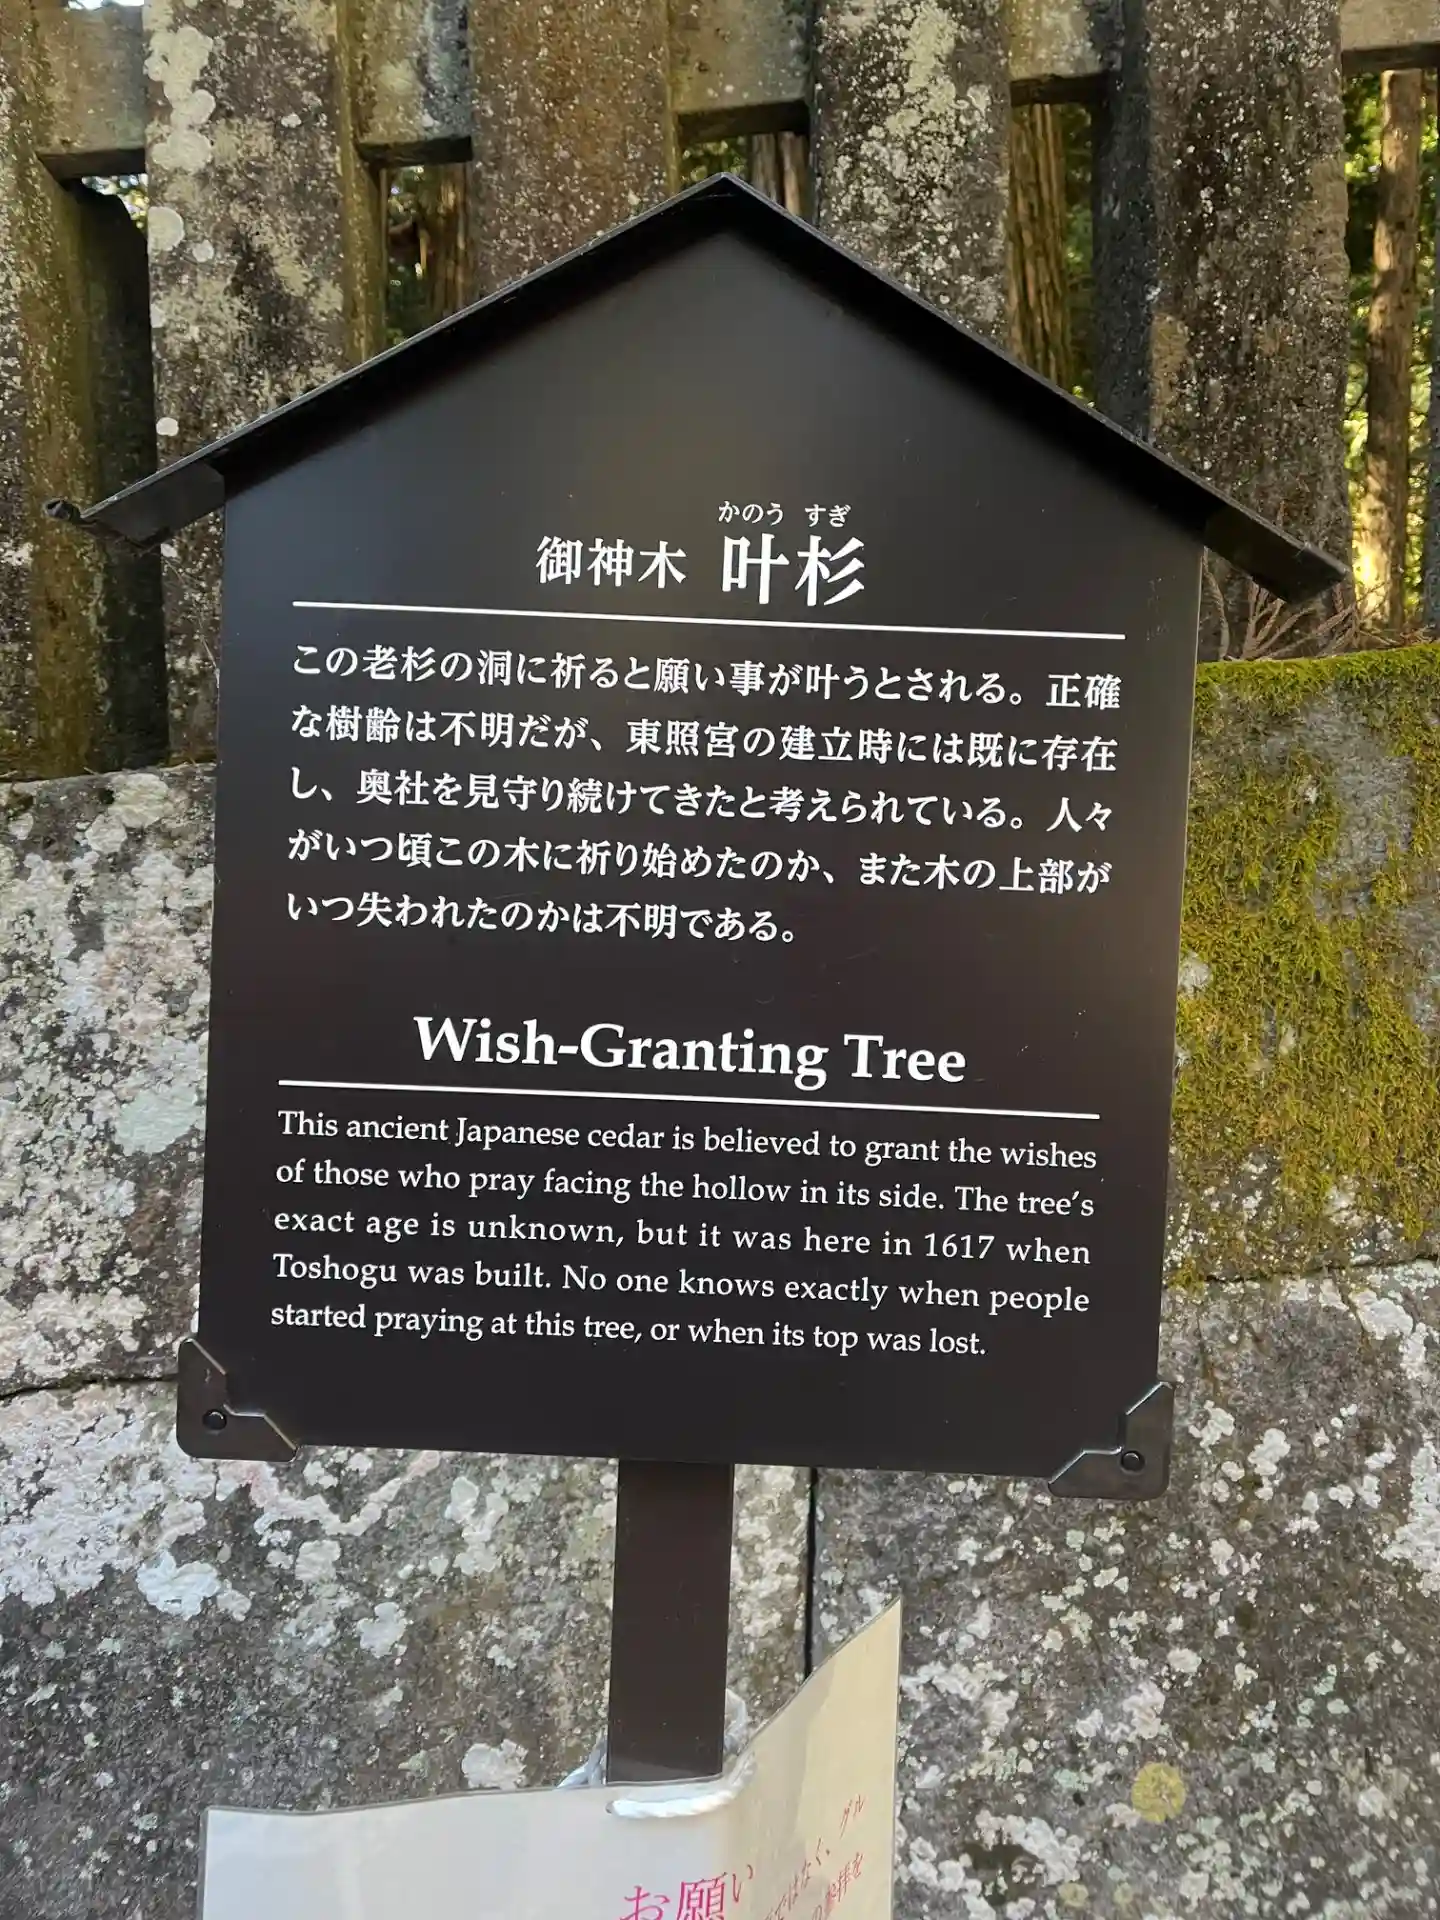 かのう すぎ
御神木 叶杉
この老杉の洞に祈ると願い事が叶うとされる。正確
な樹齢は不明だが、東照宮の建立時には既に存在
し、奥社を見守り続けてきたと考えられている。人々
がいつ頃この木に祈り始めたのか、また木の上部が
いつ失われたのかは不明である。
Wish-Granting Tree
This ancient Japanese cedar is believed to grant the wishes
of those who pray facing the hollow in its side. The tree’s
exact age is unknown, but it was here in 1617 when
Toshogu was built. No one knows exactly when people
started praying at this tree, or when its top was lost.
お願い
ではなく、グル